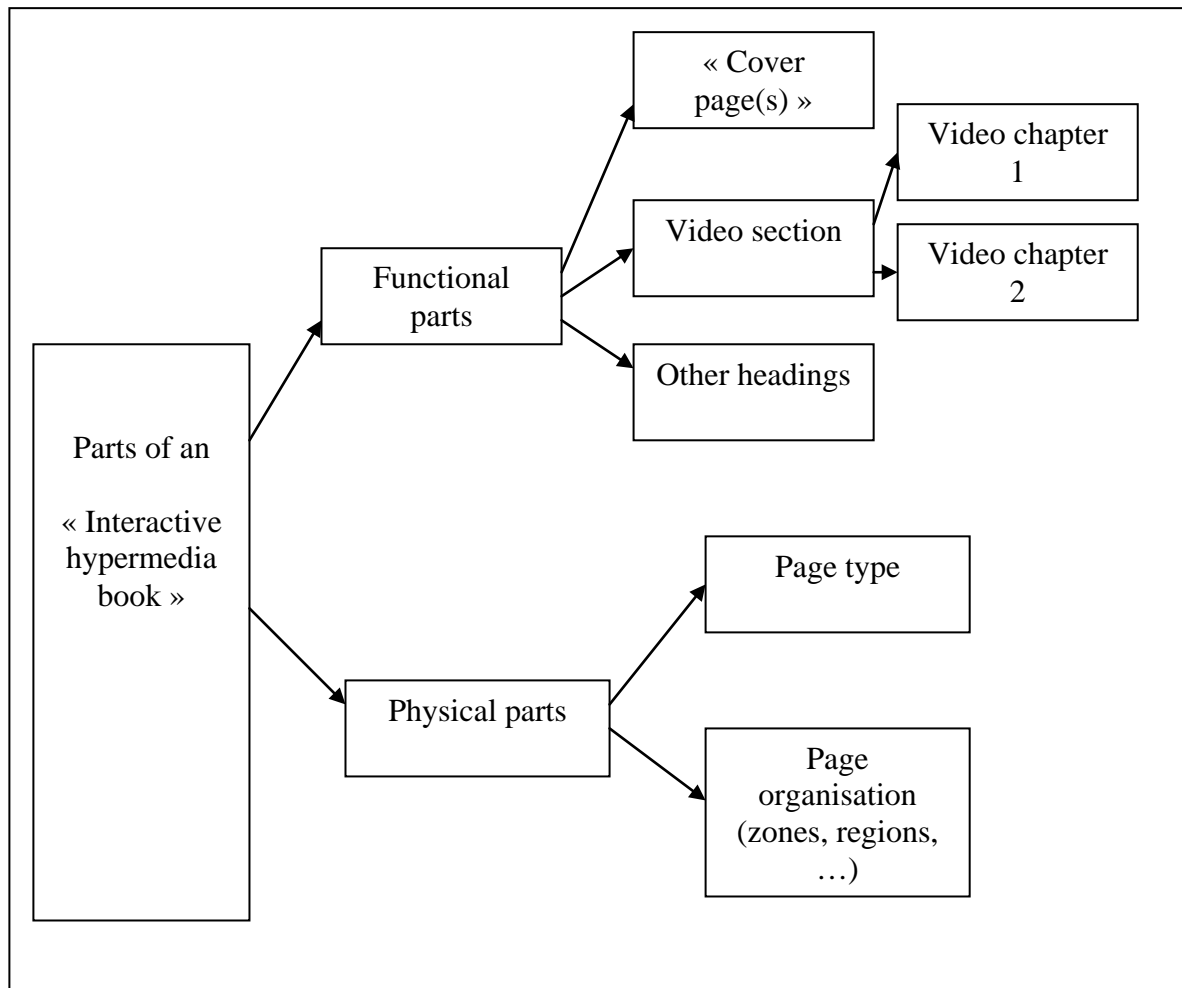 « Cover
page(s) »
Video chapter
1
Video section
Video chapter
2
Functional
parts
Other headings
Parts of an
« Interactive
hypermedia
book »
Page type
Physical parts
Page
organisation
(zones, regions,
…)